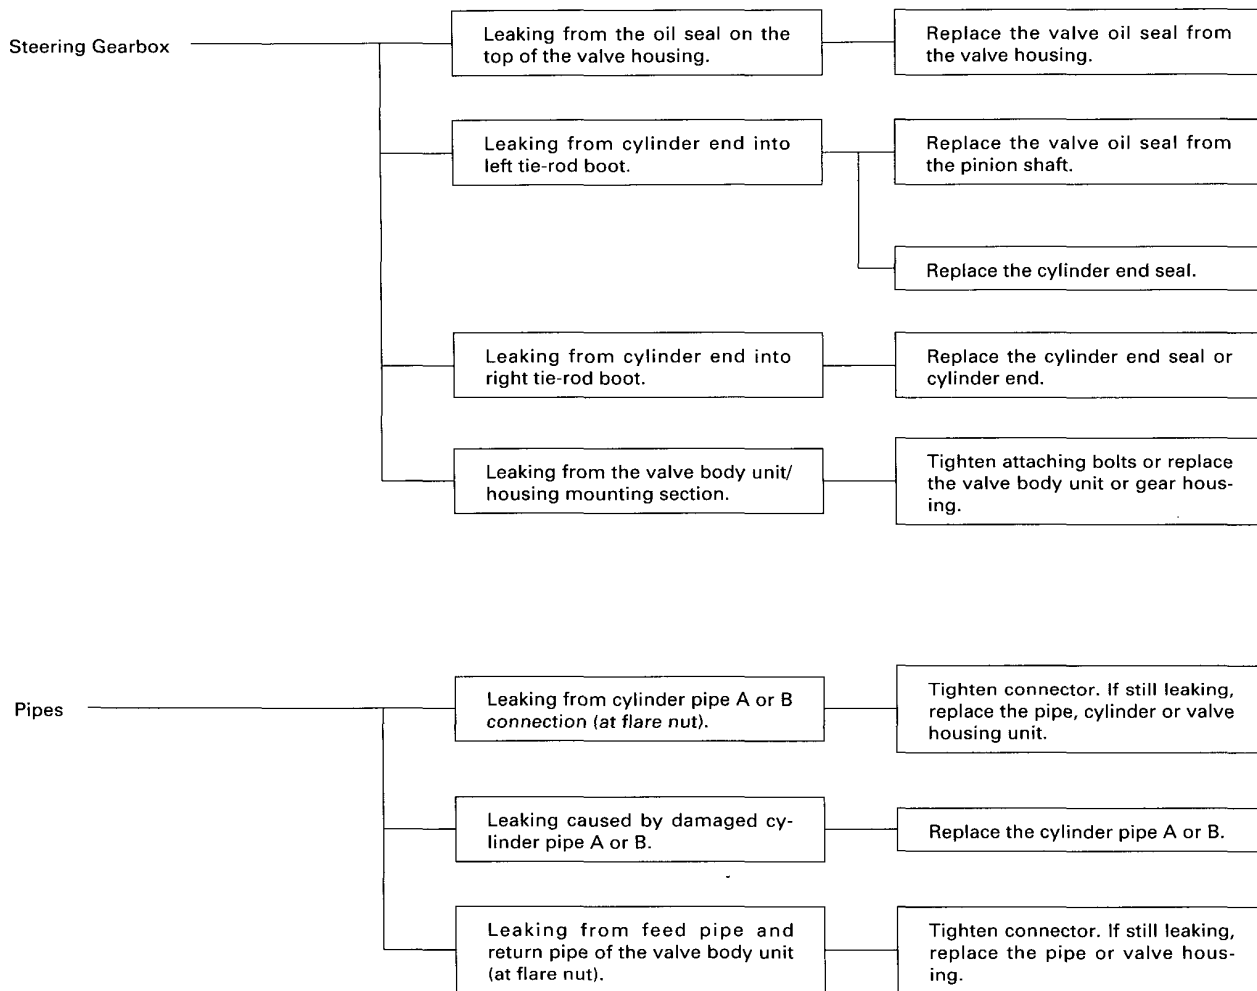 Steering Gearbox
Leaking from the oil seal on the
top of the valve housing.
Replace the valve oil seal from
the valve housing.
Leaking from cylinder end into
left tie-rod boot.
Replace the valve oil seal from
the pinion shaft.
Replace the cylinder end seal.
Leaking from cylinder end into
right tie-rod boot.
Replace the cylinder end seal or
cylinder end.
Leaking from the valve body unit/
housing mounting section.
Tighten attaching bolts or replace
the valve body unit or gear hous-
ing.
Pipes
Leaking from cylinder pipe A or B
connection (at flare nut).
Tighten connector. If still leaking,
replace the pipe, cylinder or valve
housing unit.
Leaking caused by damaged cy-
linder pipe A or B.
Replace the cylinder pipe A or B.
Leaking from feed pipe and
return pipe of the valve body unit
(at flare nut).
Tighten connector. If still leaking,
replace the pipe or valve hous-
ing.